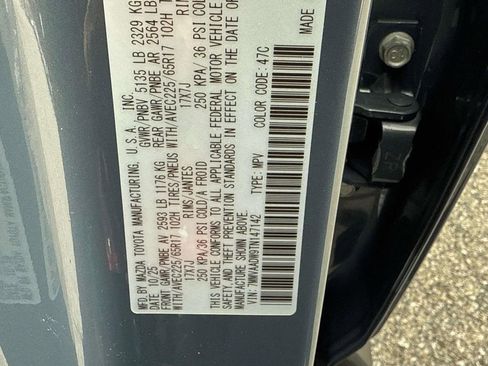 MFD. BY MAZDA TOYOTA MANUFACTURING, U.S.A. INC.
DATE: 10/25 GVWR/PNBV 5135 LB 2329 KG
FRONT GAWR/PNBE AV 2593 LB 1176 KG REAR GAWR/PNBE AR 2564 LB
WITH/AVEC225/65R17 102H TIRES/PNEUS WITH/AVEC225/65R17 102H
17X7J RIMS/JANTES 17X7J RIMS
250 KPA/36 PSI COLD/A FROID 250 KPA/36 PSI COLD
THIS VEHICLE CONFORMS TO ALL APPLICABLE FEDERAL MOTOR VEHICLE
SAFETY AND THEFT PREVENTION STANDARDS IN EFFECT ON THE DATE OF
MANUFACTURE SHOWN ABOVE.
TYPE: MPV COLOR CODE: 47C MADE